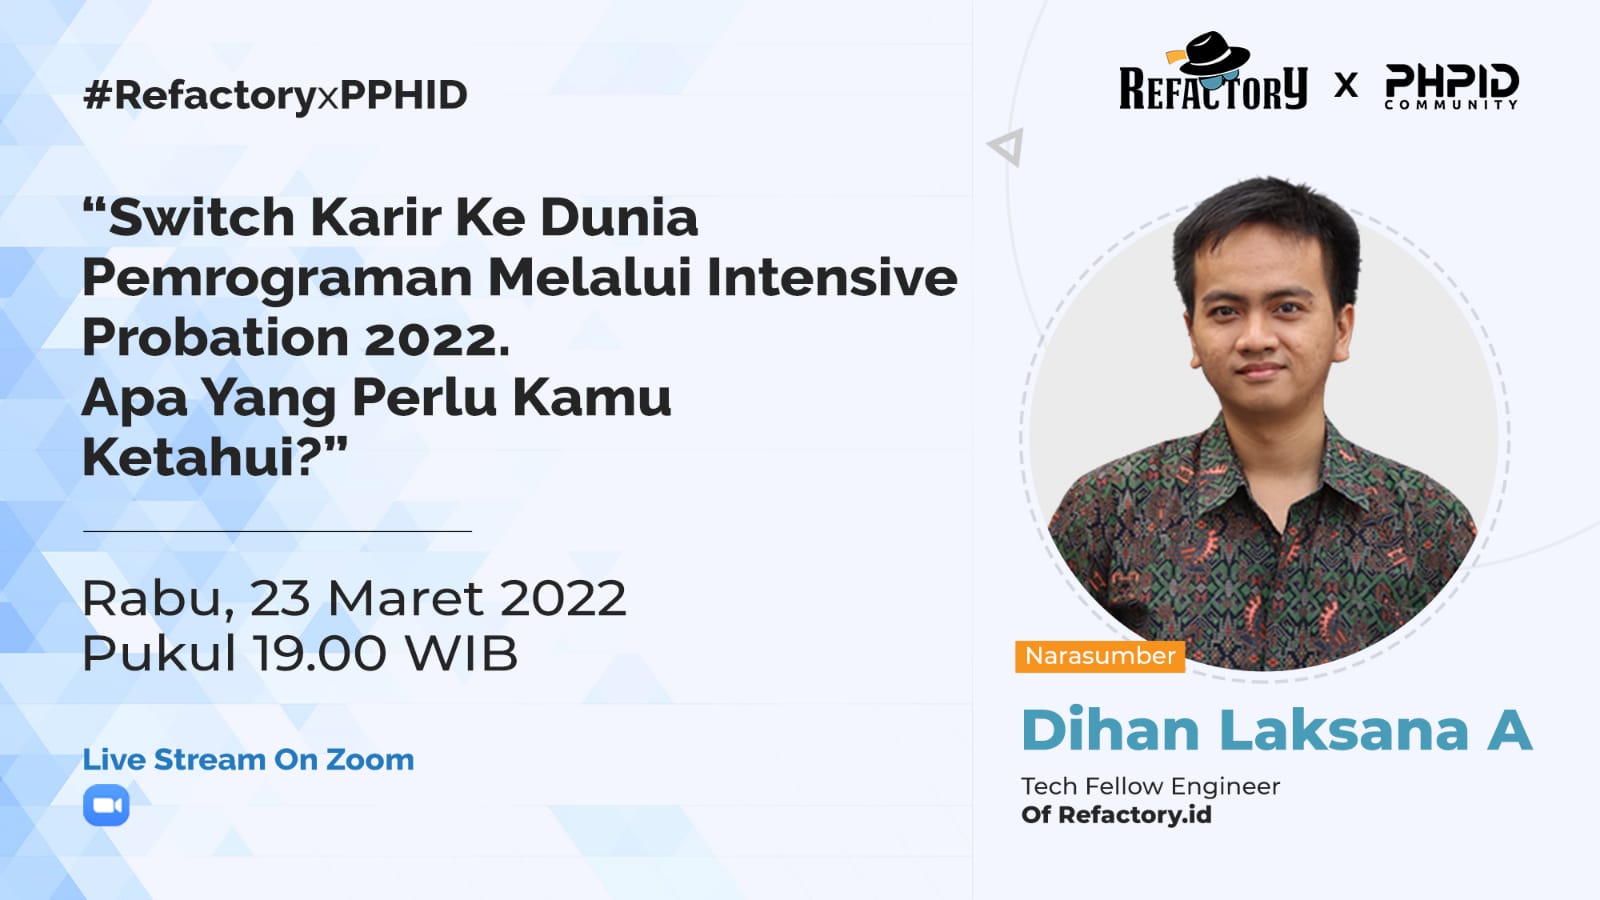 #RefactoryxPPHID
“Switch Karir Ke Dunia
Pemrograman Melalui Intensive
Probation 2022.
Apa Yang Perlu Kamu
Ketahui?”
Rabu, 23 Maret 2022
Pukul 19.00 WIB
Live Stream On Zoom
REFACTORY X PHPID
COMMUNITY
Narasumber
Dihan Laksana A
Tech Fellow Engineer
Of Refactory.id